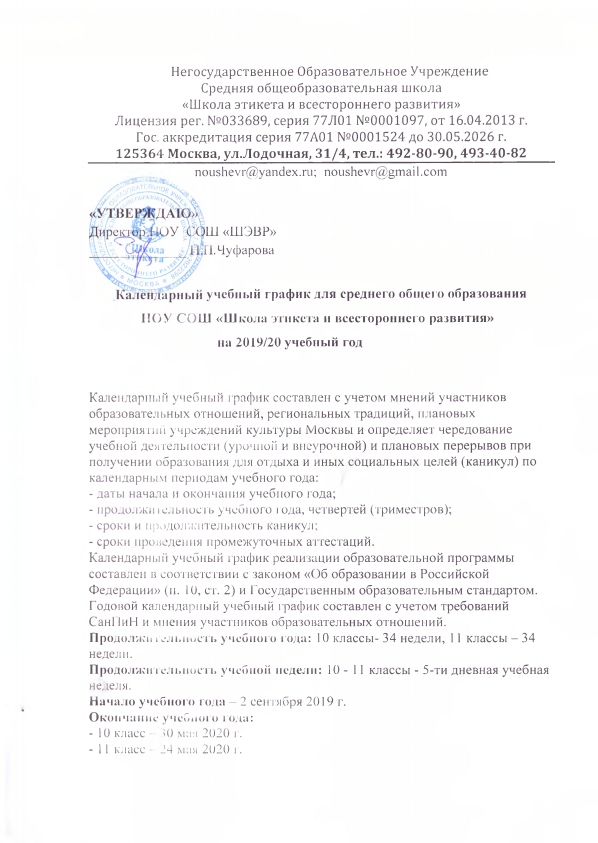 Негосударственное Образовательное Учреждение
Средняя общеобразовательная школа
«Школа этикета и всестороннего развития»
Лицензия рег. №033689, серия 77Л01 №0001097, от 16.04.2013 г.
Гос. аккредитация серия 77А01 №0001524 до 30.05.2026 г.
125364 Москва, ул.Лодочная, 31/4, тел.: 492-80-90, 493-40-82
noushevr@yandex.ru; noushevr@gmail.com
«УТВЕРЖДАЮ»
Директор НОУ СОШ «ШЭВР»
П.П.Чуфарова
Школа
этикета
МОСКВА
Календарный учебный график для среднего общего образования
НОУ СОШ «Школа этикета и всестороннего развития»
на 2019/20 учебный год
Календарный учебный график составлен с учетом мнений участников
образовательных отношений, региональных традиций, плановых
мероприятий учреждений культуры Москвы и определяет чередование
учебной деятельности (урочной и внеурочной) и плановых перерывов при
получении образования для отдыха и иных социальных целей (каникул) по
календарным периодам учебного года:
- даты начала и окончания учебного года;
- продолжительность учебного года, четвертей (триместров);
- сроки и продолжительность каникул;
- сроки проведения промежуточных аттестаций.
Календарный учебный график реализации образовательной программы
составлен в соответствии с законом «Об образовании в Российской
Федерации» (п. 10, ст. 2) и Государственным образовательным стандартом.
Годовой календарный учебный график составлен с учетом требований
СанПиН и мнения участников образовательных отношений.
Продолжительность учебного года: 10 классы- 34 недели, 11 классы – 34
недели.
Продолжительность учебной недели: 10 - 11 классы - 5-ти дневная учебная
неделя.
Начало учебного года – 2 сентября 2019 г.
Окончание учебного года:
- 10 класс – 30 мая 2020 г.
- 11 класс – 24 мая 2020 г.